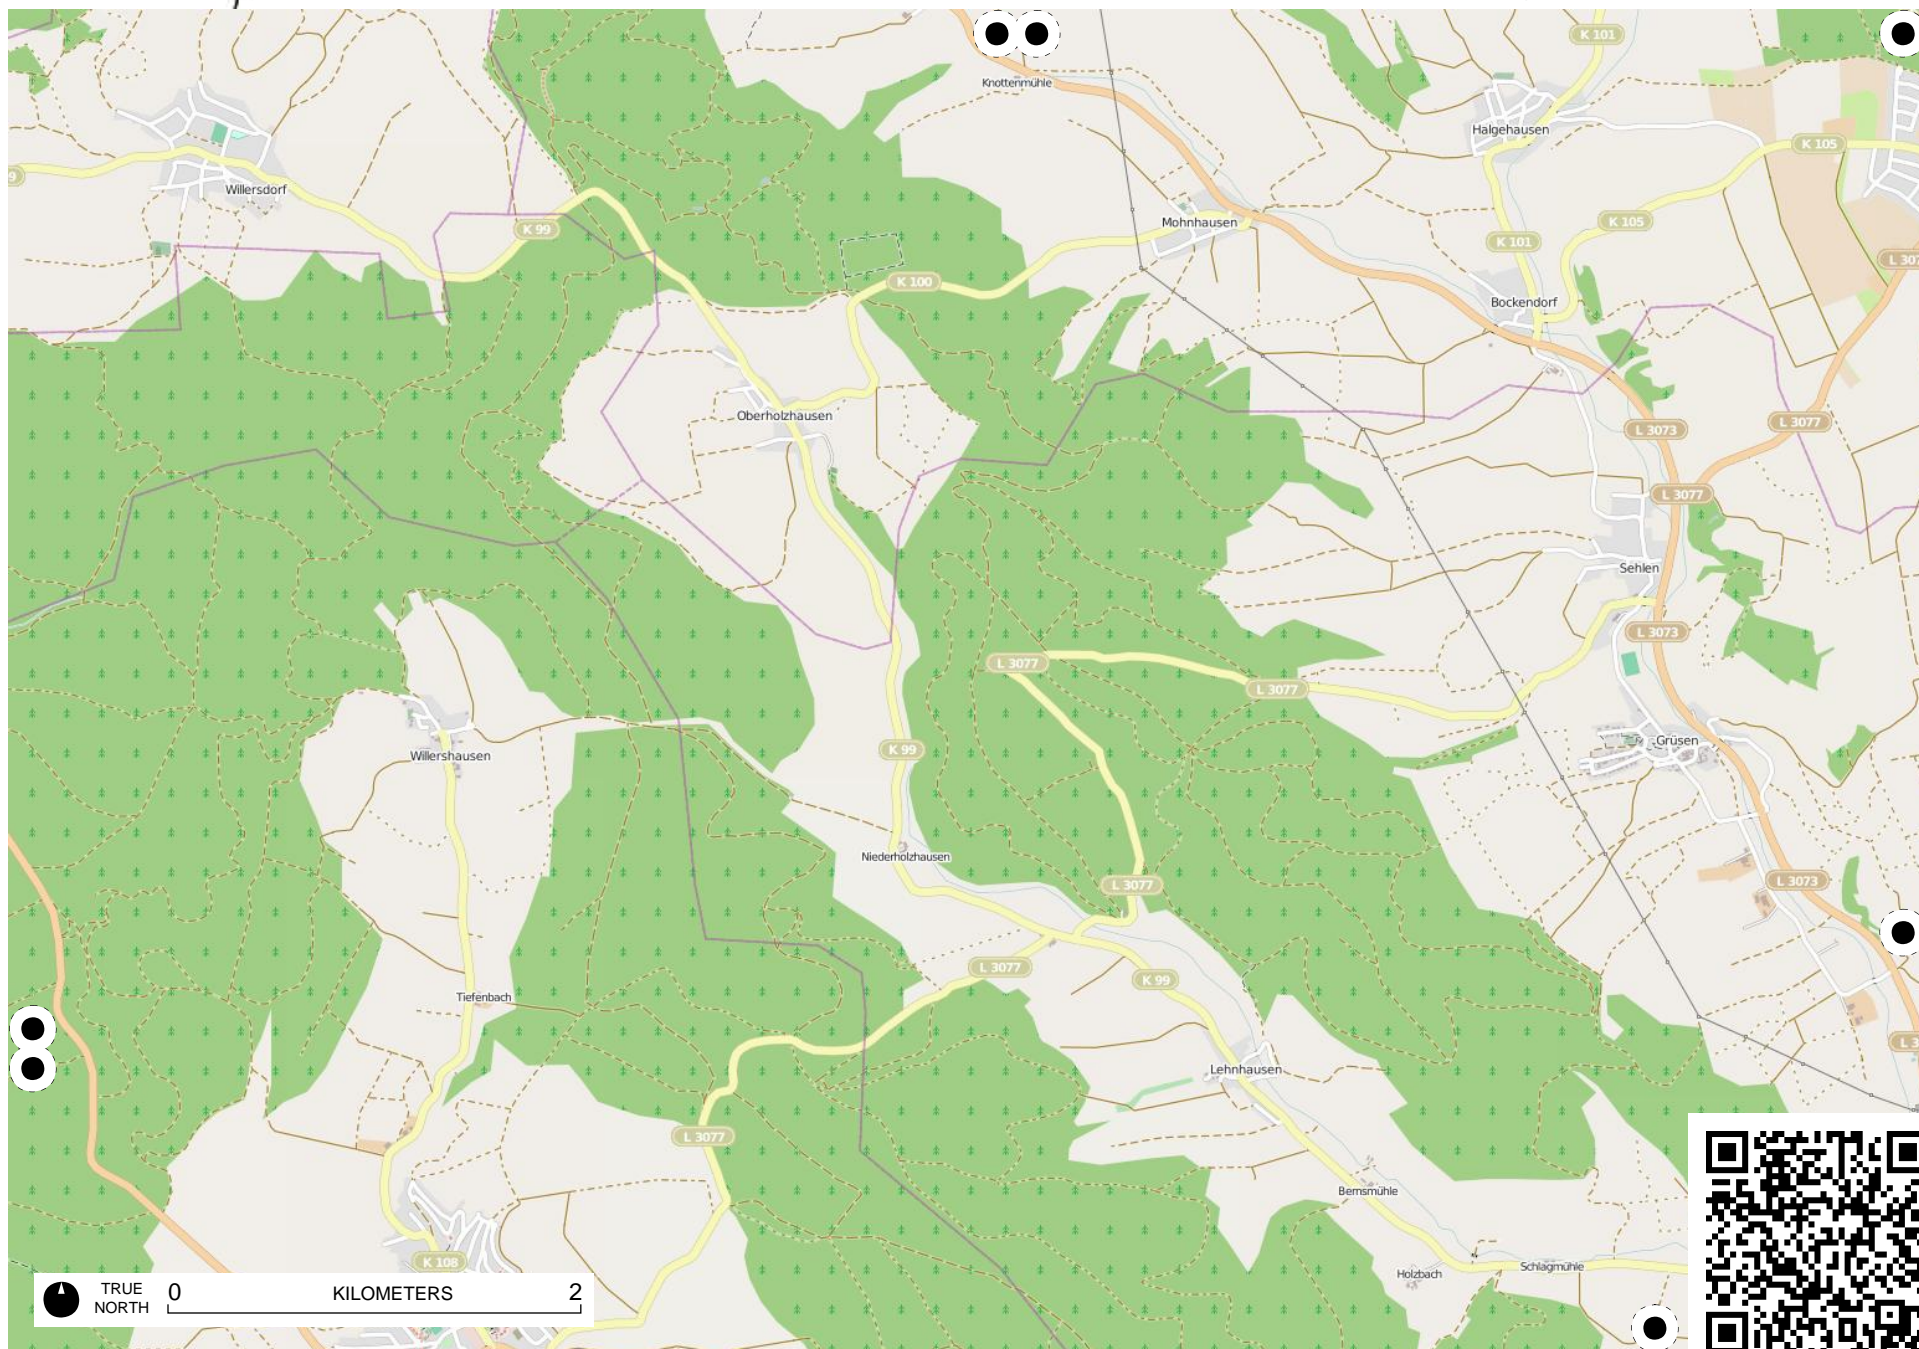 K 101
Knottenmühle
Halgehausen
K 105
Willersdorf
Mohnhausen
K 105
K 99
K 101
K 100
Bockendorf
Oberholzhausen
L 3077
L 3073
L 3077
Sehlen
L 3073
L 3077
L 3077
Grüsen
K 99
Willershausen
Niederholzhausen
L 3073
L 3077
L 3077
K 99
Tiefenbach
Lehnhausen
L 3077
Bernsmühle
K 108
Schlagmühle
Holzbach
TRUE NORTH
0 KILOMETERS 2